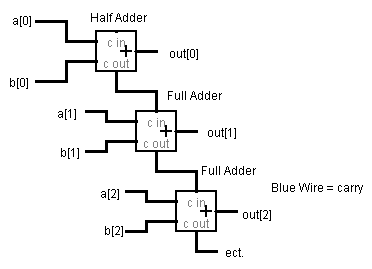 Half Adder
a[0]
c in
+
out[0]
b[0]
c out
Full Adder
a[1]
c in
+
out[1]
b[1]
c out
Full Adder
a[2]
c in
+
out[2]
b[2]
c out
Blue Wire = carry
ect.